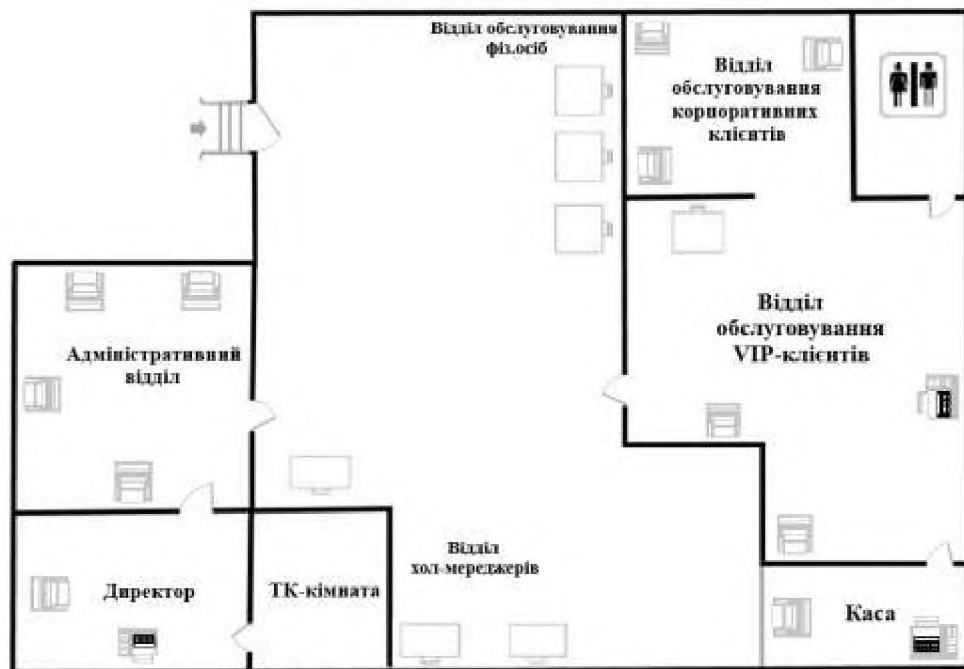 Відділ обслуговування
фіз.осіб
Відділ
обслуговування
корпоративних
клієнтів
Відділ
обслуговування
VIP-клієнтів
Адміністративний
відділ
Відділ
хол-мереджерів
Директор
ТК-кімната
Каса